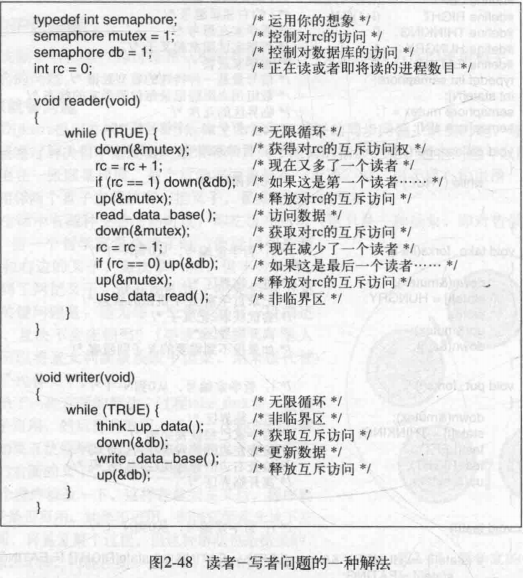 typedef int semaphore; /* 运用你的想象 */
semaphore mutex = 1; /* 控制对rc的访问 */
semaphore db = 1; /* 控制对数据库的访问 */
int rc = 0; /* 正在读或者即将读的进程数目 */
void reader(void)
{
while (TRUE) { /* 无限循环 */
down(&mutex); /* 获得对rc的互斥访问权 */
rc = rc + 1; /* 现在又多了一个读者 */
if (rc == 1) down(&db); /* 如果这是第一个读者…… */
up(&mutex); /* 释放对rc的互斥访问 */
read_data_base(); /* 访问数据 */
down(&mutex); /* 获取对rc的互斥访问 */
rc = rc – 1; /* 现在减少了一个读者 */
if (rc == 0) up(&db); /* 如果这是最后一个读者…… */
up(&mutex); /* 释放对rc的互斥访问 */
use_data_read(); /* 非临界区 */
}
}
void writer(void)
{
while (TRUE) { /* 无限循环 */
think_up_data(); /* 非临界区 */
down(&db); /* 获取互斥访问 */
write_data_base(); /* 更新数据 */
up(&db); /* 释放互斥访问 */
}
}
图2-48 读者-写者问题的一种解法